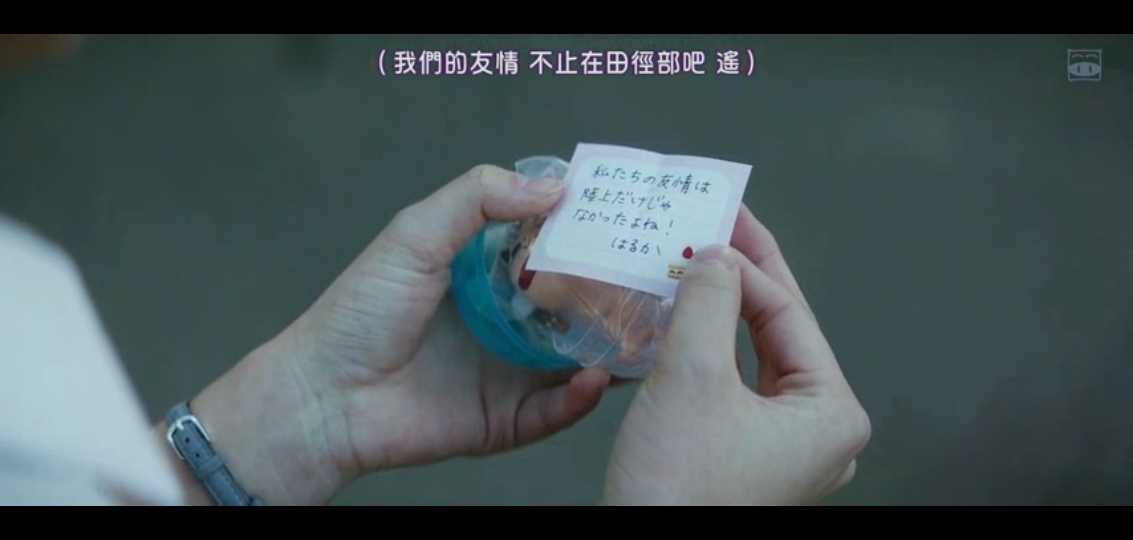 (我們的友情 不止在田徑部吧 遙)
私たちの友情は
陸上だけじゃ
なかったよね！
はるか